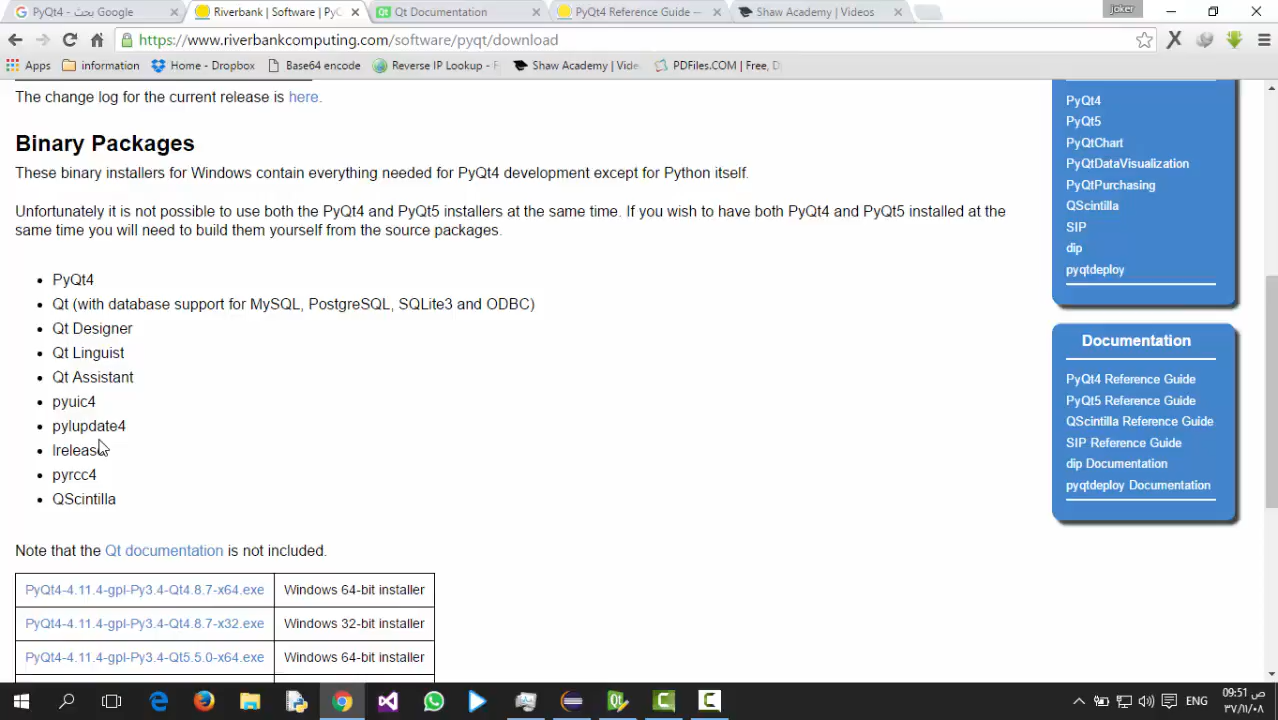 PyQt4 - بحث Google
Riverbank | Software | Py
Qt Documentation
PyQt4 Reference Guide —
Shaw Academy | Videos
joker
https://www.riverbankcomputing.com/software/pyqt/download
Apps
information
Home - Dropbox
Base64 encode
Reverse IP Lookup -
Shaw Academy | Vide
PDFiles.COM | Free,
The change log for the current release is here.
Binary Packages
These binary installers for Windows contain everything needed for PyQt4 development except for Python itself.
Unfortunately it is not possible to use both the PyQt4 and PyQt5 installers at the same time. If you wish to have both PyQt4 and PyQt5 installed at the
same time you will need to build them yourself from the source packages.
• PyQt4
• Qt (with database support for MySQL, PostgreSQL, SQLite3 and ODBC)
• Qt Designer
• Qt Linguist
• Qt Assistant
• pyuic4
• pylupdate4
• lrelease
• pyrcc4
• QScintilla
Note that the Qt documentation is not included.
PyQt4-4.11.4-gpl-Py3.4-Qt4.8.7-x64.exe Windows 64-bit installer
PyQt4-4.11.4-gpl-Py3.4-Qt4.8.7-x32.exe Windows 32-bit installer
PyQt4-4.11.4-gpl-Py3.4-Qt5.5.0-x64.exe Windows 64-bit installer
PyQt4
PyQt5
PyQtChart
PyQtDataVisualization
PyQtPurchasing
QScintilla
SIP
dip
pyqtdeploy
Documentation
PyQt4 Reference Guide
PyQt5 Reference Guide
QScintilla Reference Guide
SIP Reference Guide
dip Documentation
pyqtdeploy Documentation
ENG
09:51 ص
٣٧/١١/٠٨